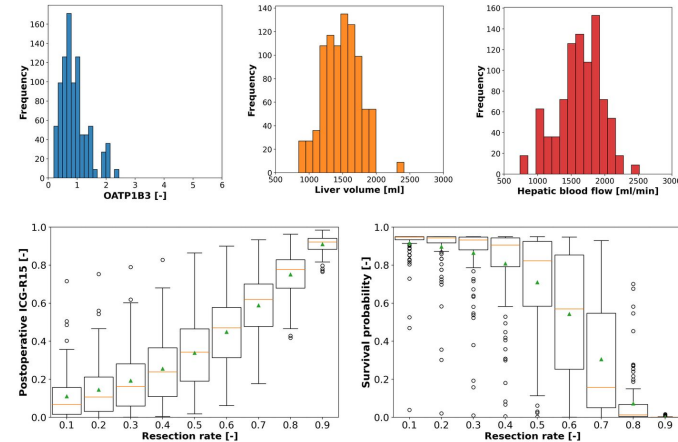 160
140
120
100
80
60
40
20
0
Frequency
0 1 2 3 4 5 6
OATP1B3 [-]
140
120
100
80
60
40
20
0
Frequency
500 1000 1500 2000 2500 3000
Liver volume [ml]
160
140
120
100
80
60
40
20
0
Frequency
500 1000 1500 2000 2500 3000
Hepatic blood flow [ml/min]
1.0
0.8
0.6
0.4
0.2
0.0
Postoperative ICG-R15 [-]
0.1 0.2 0.3 0.4 0.5 0.6 0.7 0.8 0.9
Resection rate [-]
1.0
0.8
0.6
0.4
0.2
0.0
Survival probability [-]
0.1 0.2 0.3 0.4 0.5 0.6 0.7 0.8 0.9
Resection rate [-]